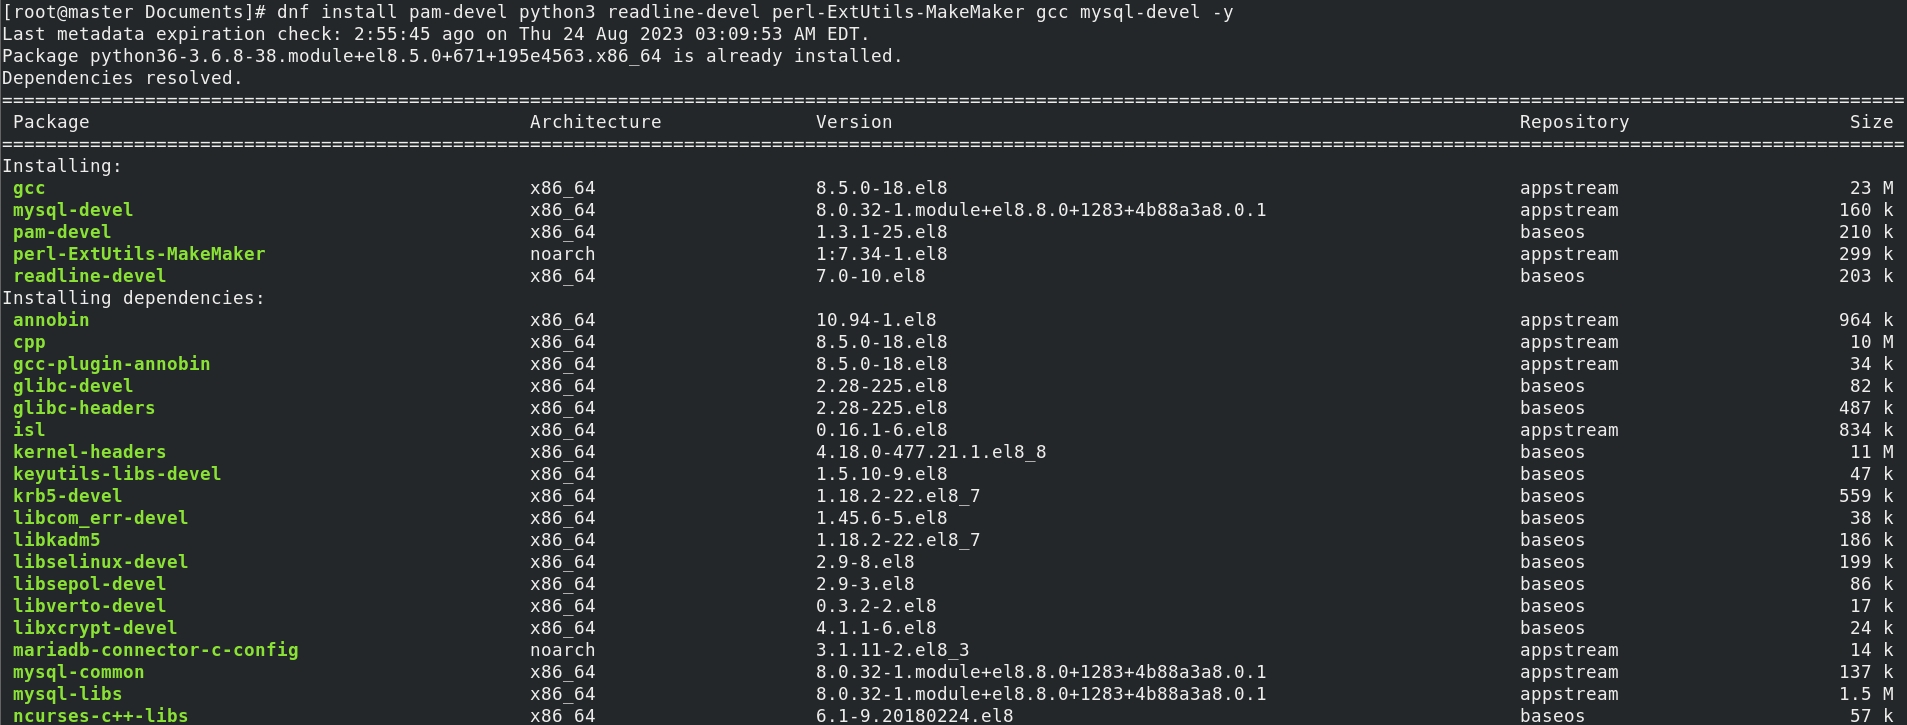 [root@master Documents]# dnf install pam-devel python3 readline-devel perl-ExtUtils-MakeMaker gcc mysql-devel -y
Last metadata expiration check: 2:55:45 ago on Thu 24 Aug 2023 03:09:53 AM EDT.
Package python36-3.6.8-38.module+el8.5.0+671+195e4563.x86_64 is already installed.
Dependencies resolved.
Package Architecture Version Repository Size
Installing:
gcc x86_64 8.5.0-18.el8 appstream 23 M
mysql-devel x86_64 8.0.32-1.module+el8.8.0+1283+4b88a3a8.0.1 appstream 160 k
pam-devel x86_64 1.3.1-25.el8 baseos 210 k
perl-ExtUtils-MakeMaker noarch 1:7.34-1.el8 appstream 299 k
readline-devel x86_64 7.0-10.el8 baseos 203 k
Installing dependencies:
annobin x86_64 10.94-1.el8 appstream 964 k
cpp x86_64 8.5.0-18.el8 appstream 10 M
gcc-plugin-annobin x86_64 8.5.0-18.el8 appstream 34 k
glibc-devel x86_64 2.28-225.el8 baseos 82 k
glibc-headers x86_64 2.28-225.el8 baseos 487 k
isl x86_64 0.16.1-6.el8 appstream 834 k
kernel-headers x86_64 4.18.0-477.21.1.el8_8 baseos 11 M
keyutils-libs-devel x86_64 1.5.10-9.el8 baseos 47 k
krb5-devel x86_64 1.18.2-22.el8_7 baseos 559 k
libcom_err-devel x86_64 1.45.6-5.el8 baseos 38 k
libkadm5 x86_64 1.18.2-22.el8_7 baseos 186 k
libselinux-devel x86_64 2.9-8.el8 baseos 199 k
libsepol-devel x86_64 2.9-3.el8 baseos 86 k
libverto-devel x86_64 0.3.2-2.el8 baseos 17 k
libxcrypt-devel x86_64 4.1.1-6.el8 baseos 24 k
mariadb-connector-c-config noarch 3.1.11-2.el8_3 appstream 14 k
mysql-common x86_64 8.0.32-1.module+el8.8.0+1283+4b88a3a8.0.1 appstream 137 k
mysql-libs x86_64 8.0.32-1.module+el8.8.0+1283+4b88a3a8.0.1 appstream 1.5 M
ncurses-c++-libs x86_64 6.1-9.20180224.el8 baseos 57 k